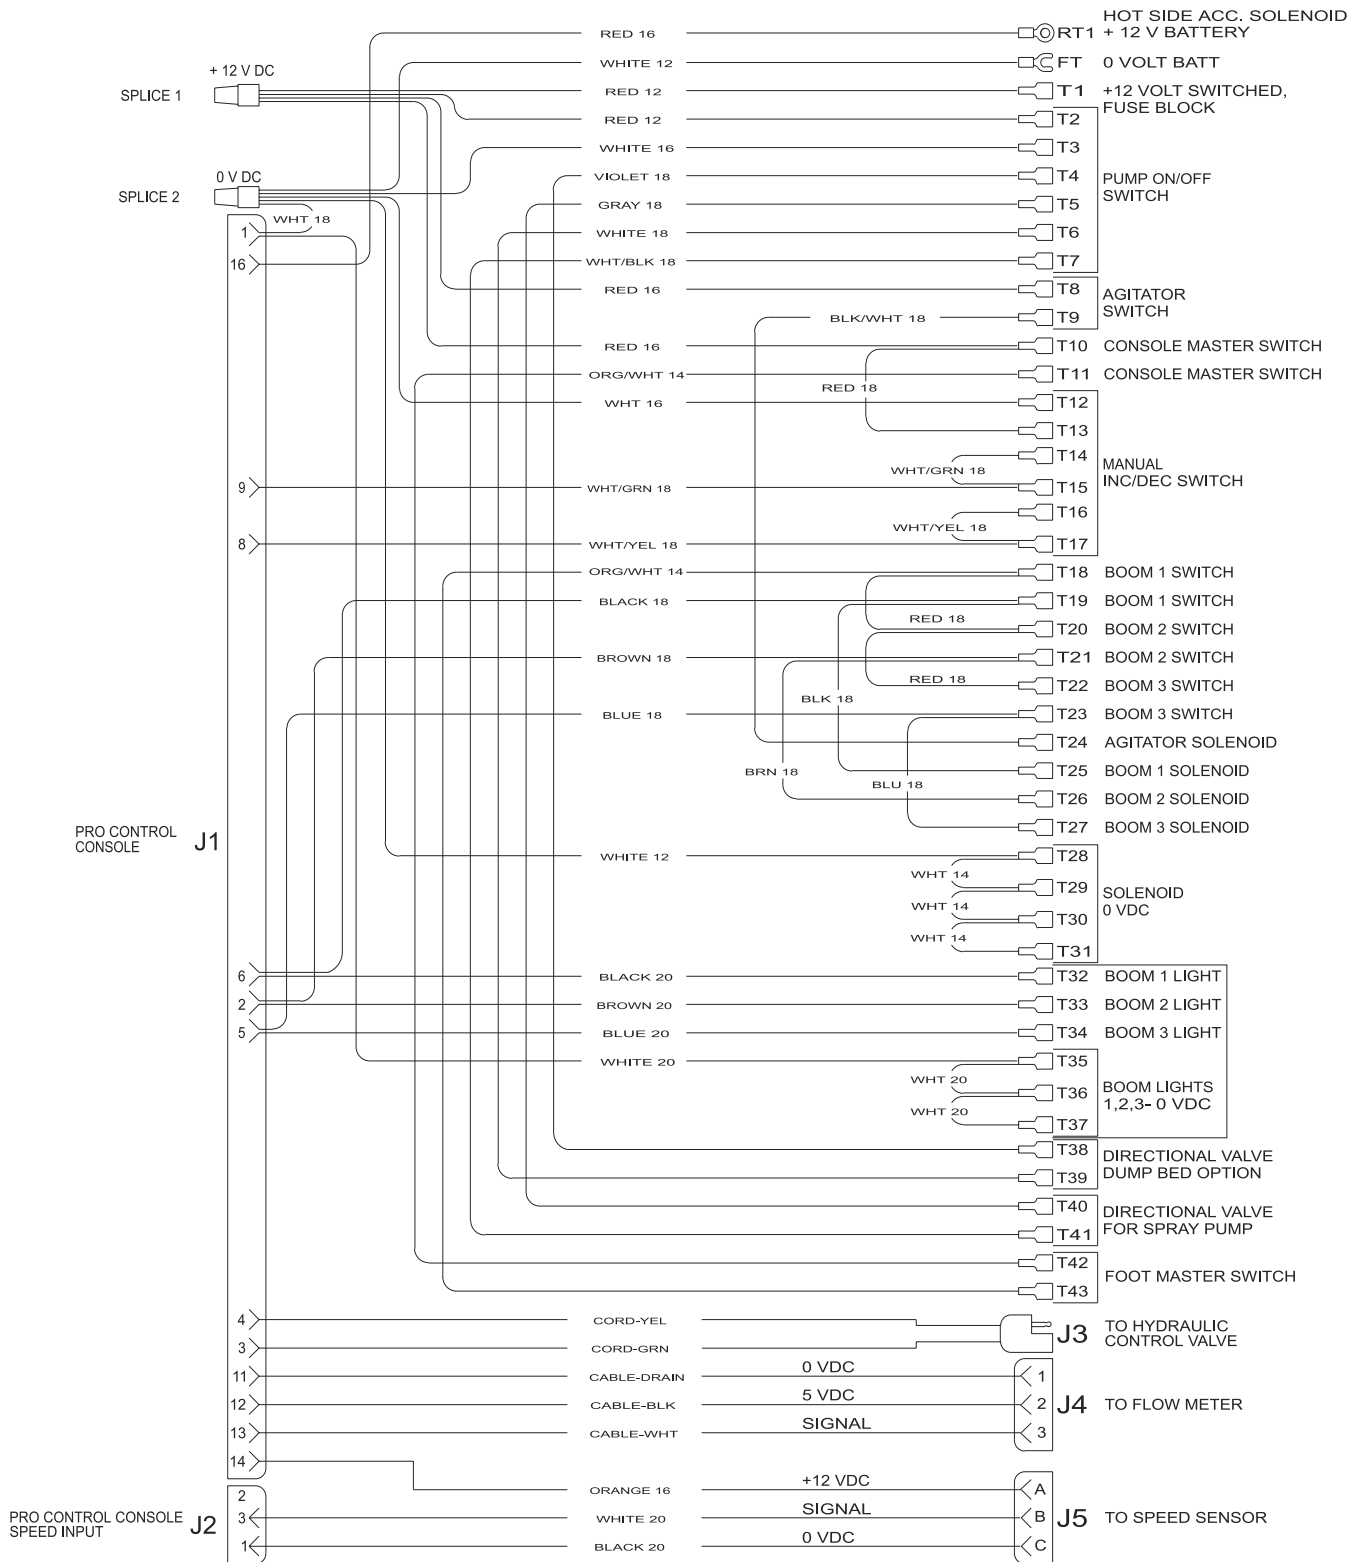 HOT SIDE ACC. SOLENOID
RED 16
RT1 + 12 V BATTERY
WHITE 12
FT 0 VOLT BATT
+ 12 V DC
SPLICE 1
RED 12
T1 +12 VOLT SWITCHED,
FUSE BLOCK
RED 12
T2
WHITE 16
T3
0 V DC
SPLICE 2
VIOLET 18
T4
PUMP ON/OFF
SWITCH
GRAY 18
T5
WHT 18
1
WHITE 18
T6
16
WHT/BLK 18
T7
RED 16
T8
AGITATOR
SWITCH
BLK/WHT 18
T9
RED 16
T10 CONSOLE MASTER SWITCH
ORG/WHT 14
T11 CONSOLE MASTER SWITCH
RED 18
WHT 16
T12
T13
T14
MANUAL
INC/DEC SWITCH
WHT/GRN 18
9
WHT/GRN 18
T15
T16
WHT/YEL 18
8
WHT/YEL 18
T17
ORG/WHT 14
T18 BOOM 1 SWITCH
BLACK 18
T19 BOOM 1 SWITCH
RED 18
T20 BOOM 2 SWITCH
BROWN 18
T21 BOOM 2 SWITCH
RED 18
T22 BOOM 3 SWITCH
BLK 18
BLUE 18
T23 BOOM 3 SWITCH
T24 AGITATOR SOLENOID
BRN 18
T25 BOOM 1 SOLENOID
BLU 18
T26 BOOM 2 SOLENOID
T27 BOOM 3 SOLENOID
PRO CONTROL
CONSOLE
J1
WHITE 12
T28
WHT 14
T29
SOLENOID
0 VDC
WHT 14
T30
WHT 14
T31
6
BLACK 20
T32 BOOM 1 LIGHT
2
BROWN 20
T33 BOOM 2 LIGHT
5
BLUE 20
T34 BOOM 3 LIGHT
WHITE 20
T35
WHT 20
T36
BOOM LIGHTS
1,2,3- 0 VDC
WHT 20
T37
T38
DIRECTIONAL VALVE
DUMP BED OPTION
T39
T40
DIRECTIONAL VALVE
FOR SPRAY PUMP
T41
T42
FOOT MASTER SWITCH
T43
4
CORD-YEL
J3
TO HYDRAULIC
CONTROL VALVE
3
CORD-GRN
11
CABLE-DRAIN
0 VDC
1
12
CABLE-BLK
5 VDC
2
J4 TO FLOW METER
13
CABLE-WHT
SIGNAL
3
14
+12 VDC
2
ORANGE 16
A
PRO CONTROL CONSOLE
SPEED INPUT
J2
3
WHITE 20
SIGNAL
B
J5 TO SPEED SENSOR
1
BLACK 20
0 VDC
C